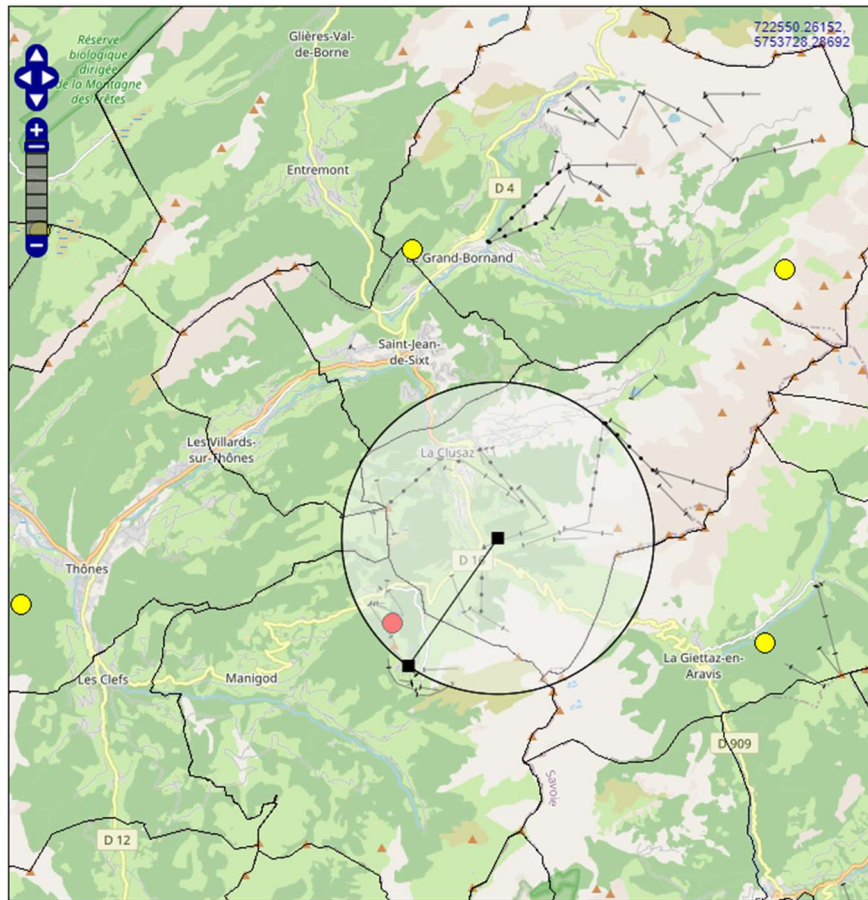 722550.26152,
5753728.28692
Réserve
biologique
dirigée
de la Montagne
des Frêtes
Glières-Val-
de-Borne
Entremont
D 4
Le Grand-Bornand
Saint-Jean-
de-Sixt
Les Villards-
sur-Thônes
La Clusaz
D 16
Thônes
La Giettaz-en-
Aravis
Les Clefs
Manigod
D 909
Savoie
D 12